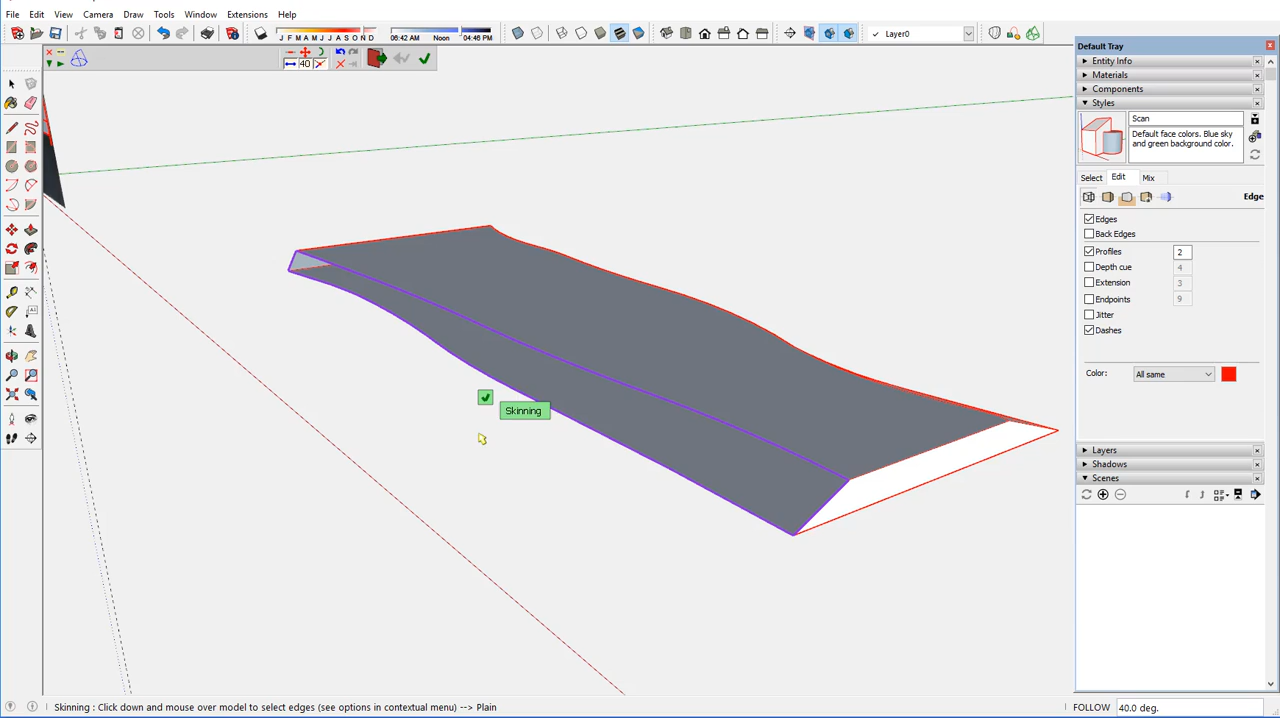 File Edit View Camera Draw Tools Window Extensions Help
J F M A M J J A S O N D
06:42 AM Noon 04:46 PM
Layer0
40
Default Tray
Entity Info
Materials
Components
Styles
Scan
Default face colors. Blue sky
and green background color.
Select Edit Mix
Edge
Edges
Back Edges
Profiles 2
Depth cue 4
Extension 3
Endpoints 9
Jitter
Dashes
Color: All same
Skinning
Layers
Shadows
Scenes
Skinning : Click down and mouse over model to select edges (see options in contextual menu) --> Plain
FOLLOW 40.0 deg.